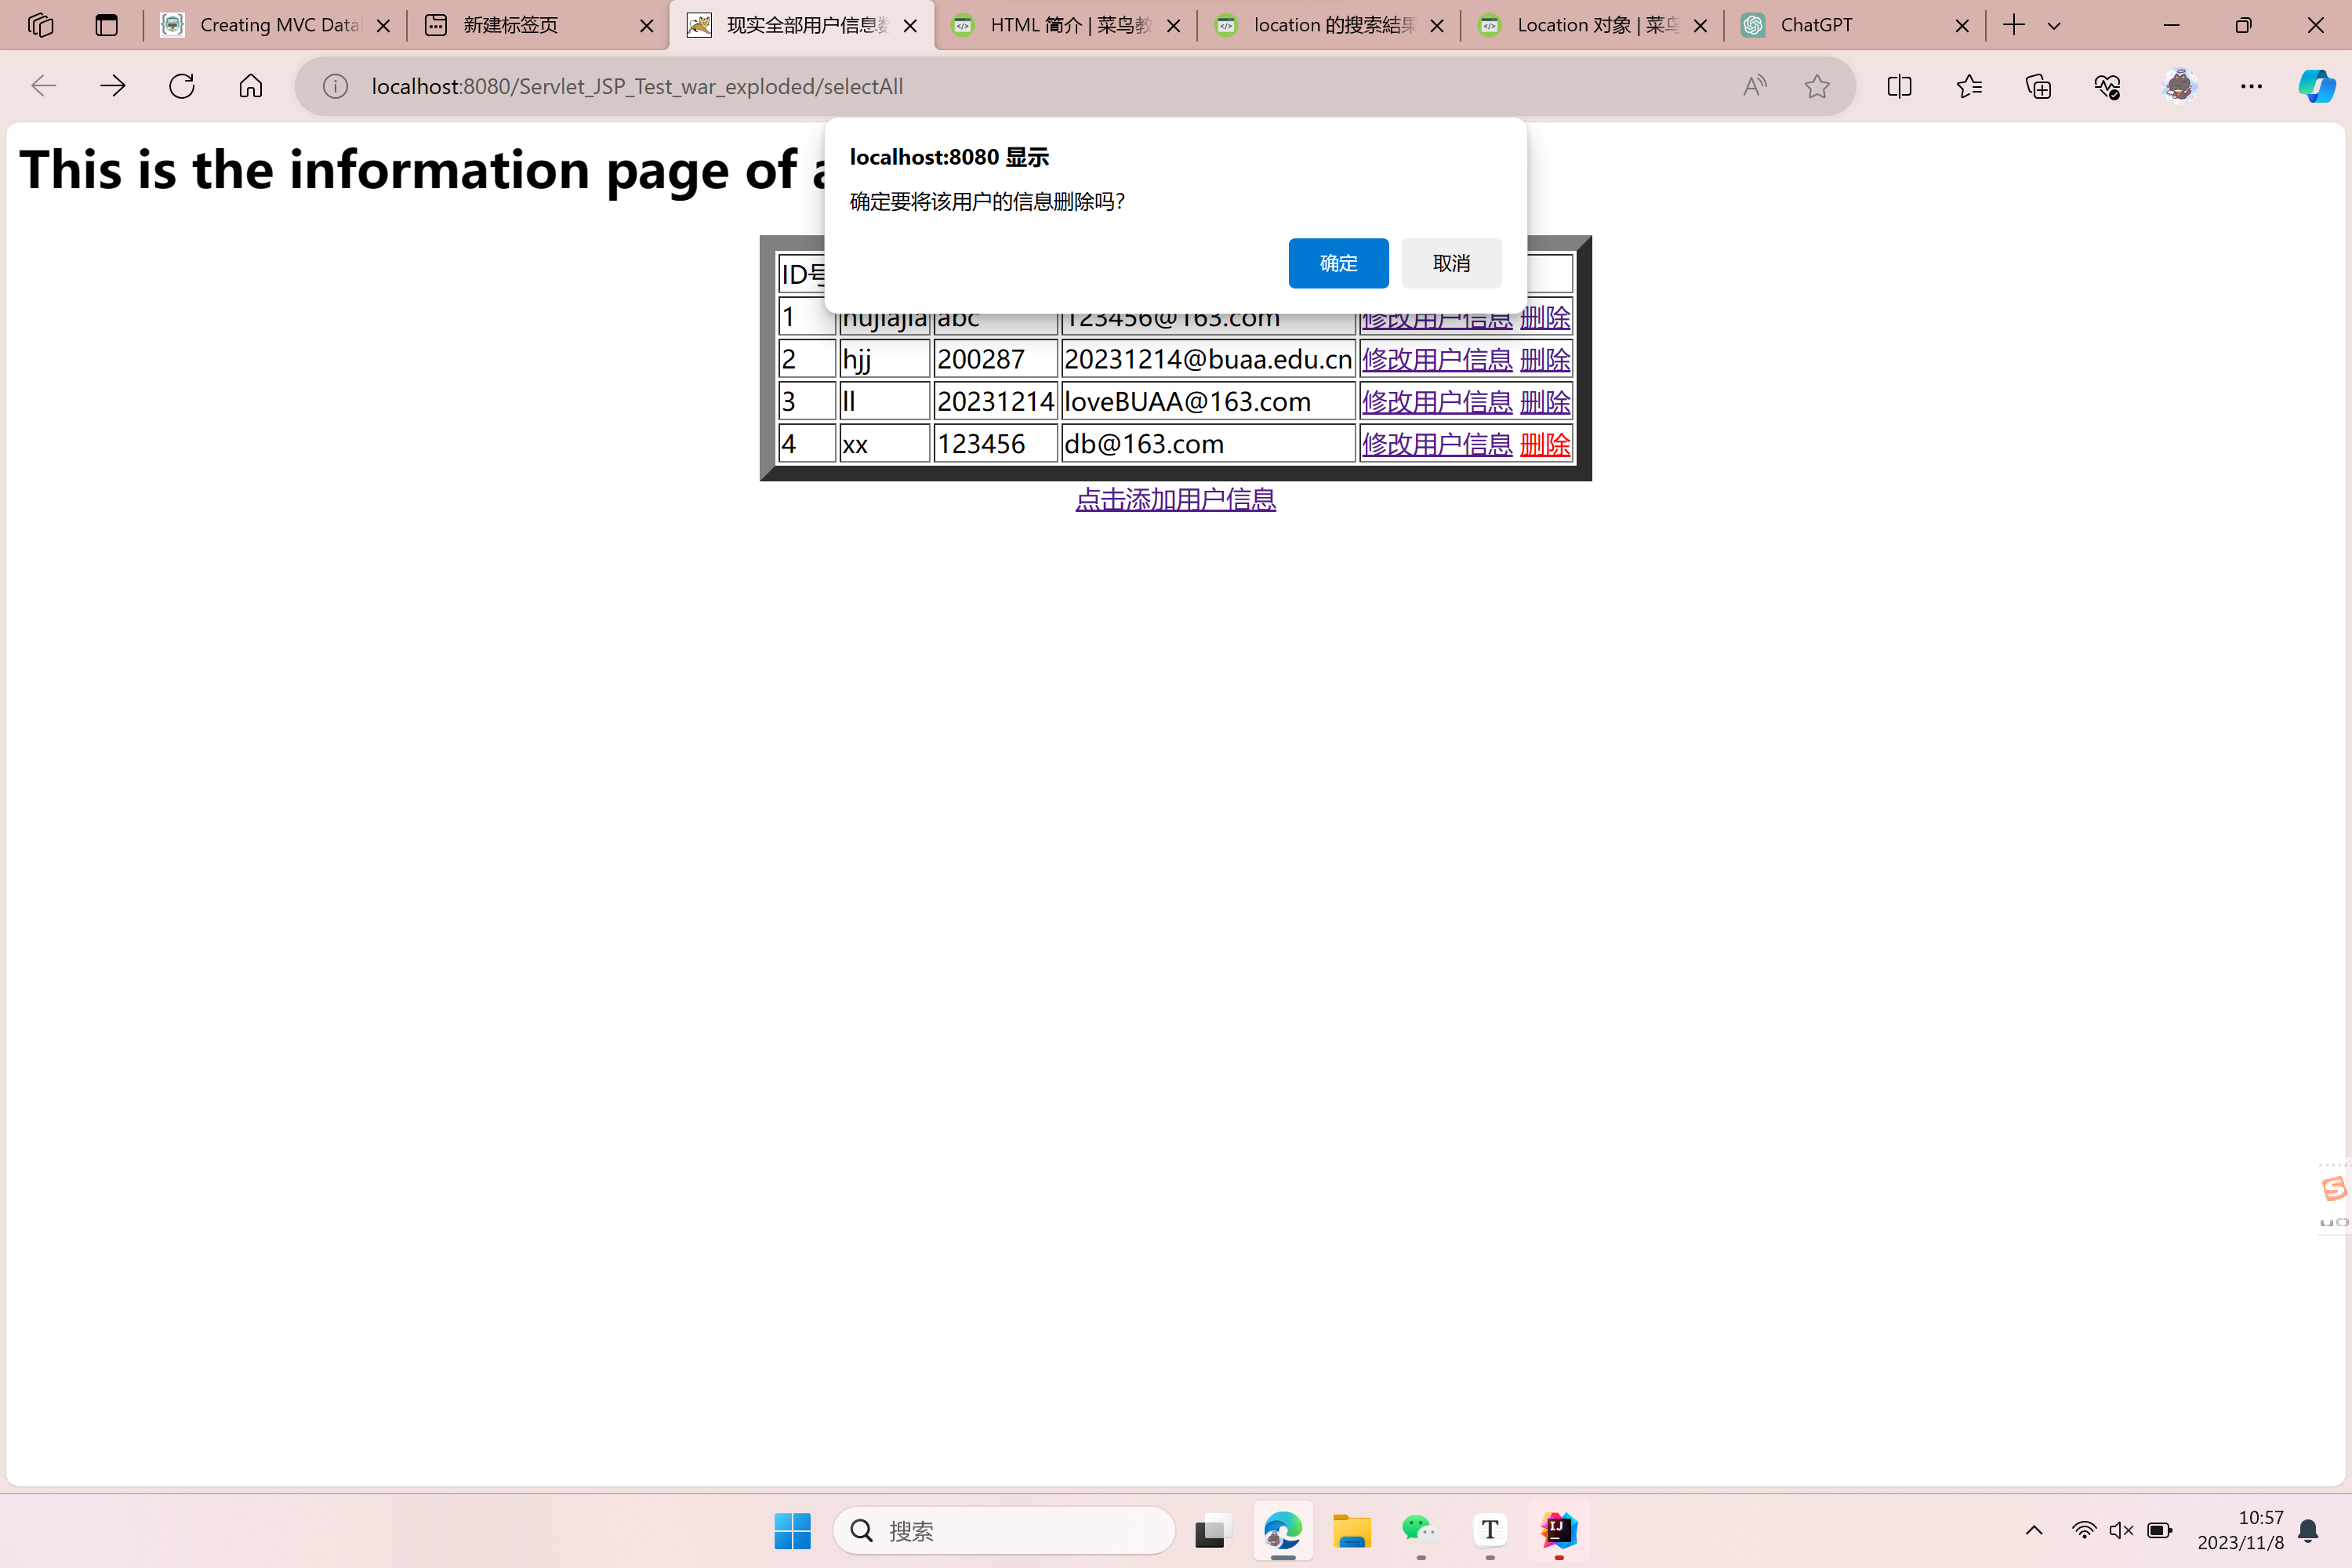 Creating MVC Data
新建标签页
现实全部用户信息
HTML 简介 | 菜鸟教
location 的搜索結果
Location 对象 | 菜鸟
ChatGPT
localhost:8080/Servlet_JSP_Test_war_exploded/selectAll
This is the information page of
localhost:8080 显示
确定要将该用户的信息删除吗?
确定 取消
ID号
1 hujiajia abc 123456@163.com 修改用户信息 删除
2 hjj 200287 20231214@buaa.edu.cn 修改用户信息 删除
3 ll 20231214 loveBUAA@163.com 修改用户信息 删除
4 xx 123456 db@163.com 修改用户信息 删除
点击添加用户信息
搜索
10:57
2023/11/8